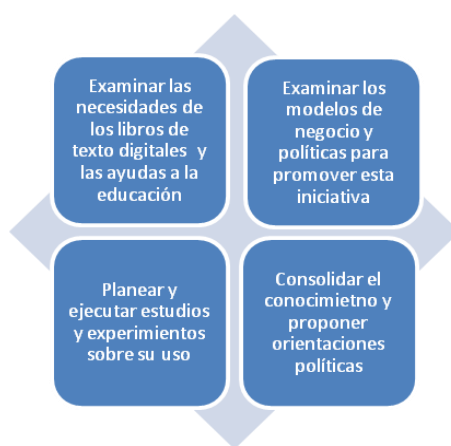 Examinar las
necesidades de
los libros de
texto digitales y
las ayudas a la
educación
Examinar los
modelos de
negocio y
políticas para
promover esta
iniciativa
Planear y
ejecutar estudios
y experimientos
sobre su uso
Consolidar el
conocimietno y
proponer
orientaciones
políticas